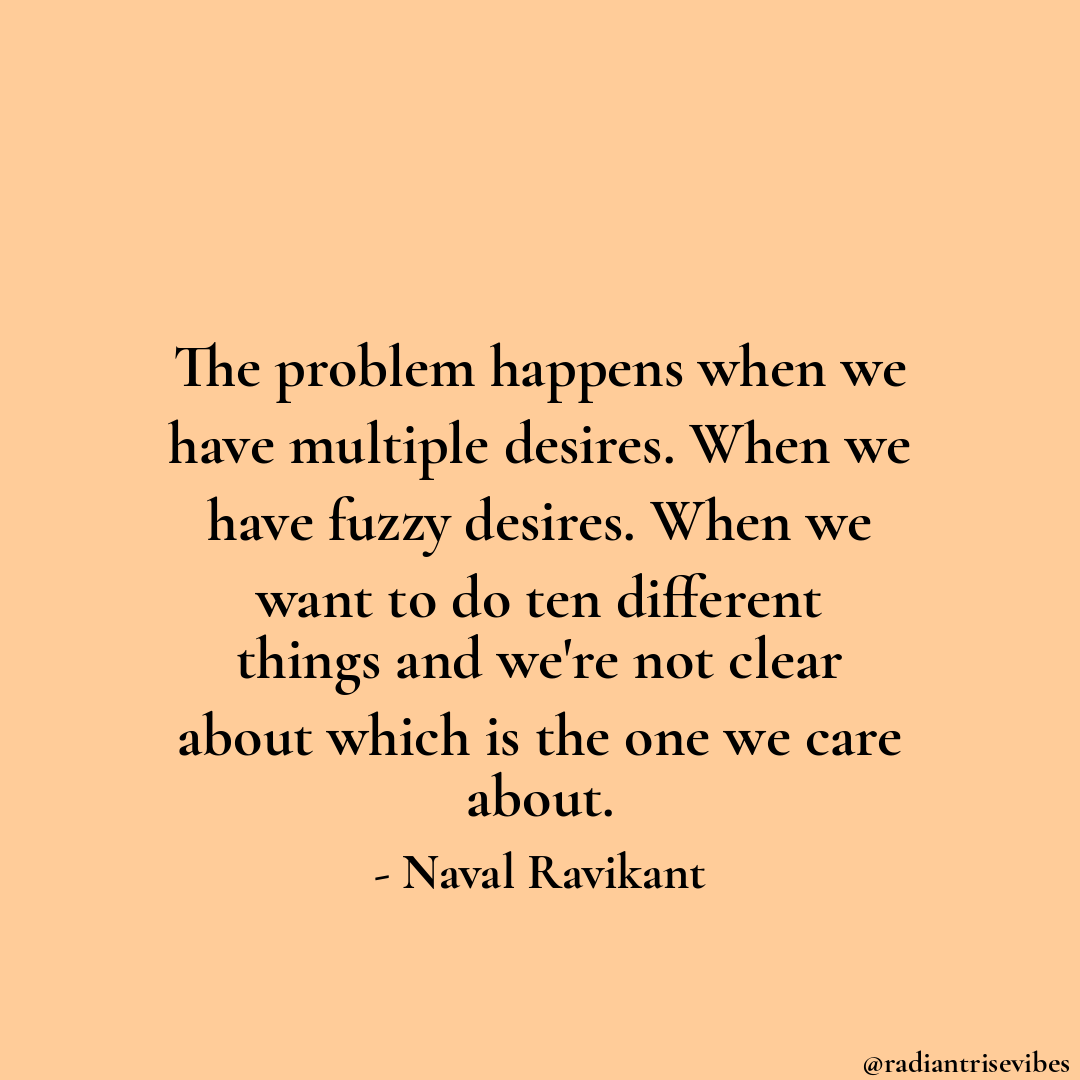 The problem happens when we
have multiple desires. When we
have fuzzy desires. When we
want to do ten different
things and we're not clear
about which is the one we care
about.
- Naval Ravikant
@radiantrisevibes